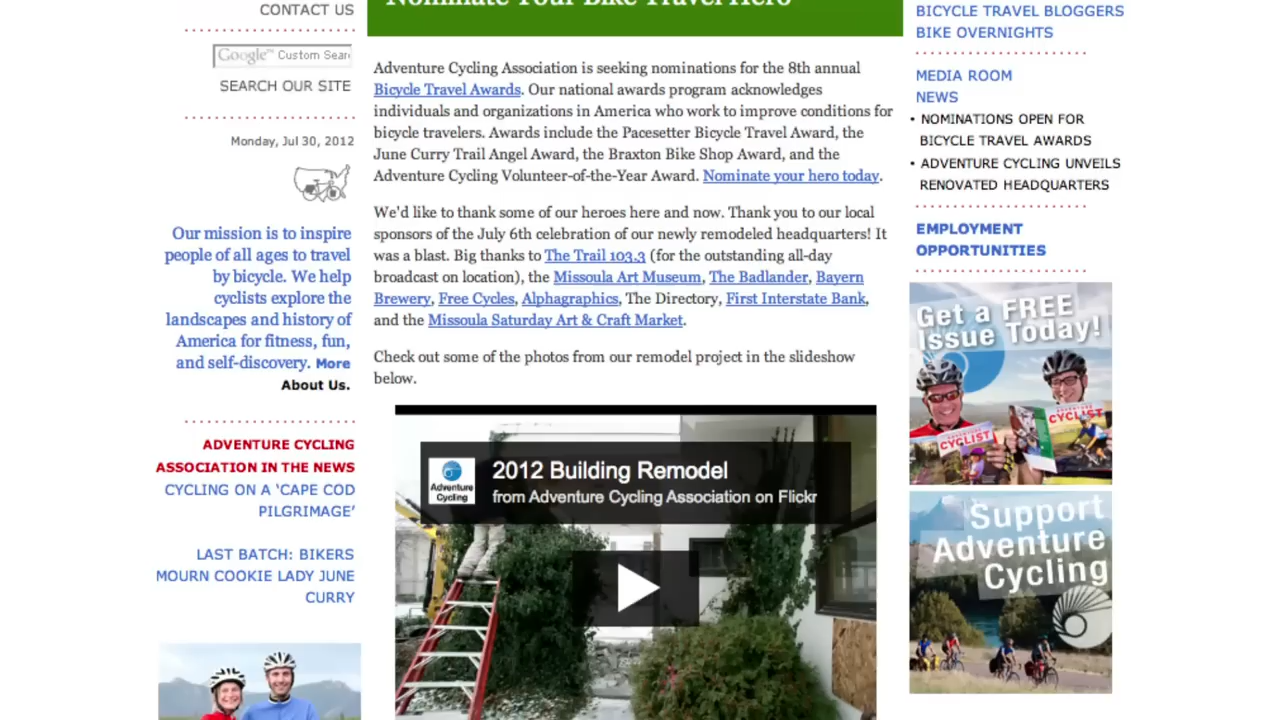 CONTACT US
Google™ Custom Sear
SEARCH OUR SITE
Monday, Jul 30, 2012
Our mission is to inspire
people of all ages to travel
by bicycle. We help
cyclists explore the
landscapes and history of
America for fitness, fun,
and self-discovery. More
About Us.
ADVENTURE CYCLING
ASSOCIATION IN THE NEWS
CYCLING ON A ‘CAPE COD
PILGRIMAGE’
LAST BATCH: BIKERS
MOURN COOKIE LADY JUNE
CURRY
Nominate Your Bike Travel Hero
Adventure Cycling Association is seeking nominations for the 8th annual
Bicycle Travel Awards. Our national awards program acknowledges
individuals and organizations in America who work to improve conditions for
bicycle travelers. Awards include the Pacesetter Bicycle Travel Award, the
June Curry Trail Angel Award, the Braxton Bike Shop Award, and the
Adventure Cycling Volunteer-of-the-Year Award. Nominate your hero today.
We'd like to thank some of our heroes here and now. Thank you to our local
sponsors of the July 6th celebration of our newly remodeled headquarters! It
was a blast. Big thanks to The Trail 103.3 (for the outstanding all-day
broadcast on location), the Missoula Art Museum, The Badlander, Bayern
Brewery, Free Cycles, Alphagraphics, The Directory, First Interstate Bank,
and the Missoula Saturday Art & Craft Market.
Check out some of the photos from our remodel project in the slideshow
below.
Adventure
Cycling
2012 Building Remodel
from Adventure Cycling Association on Flickr
BICYCLE TRAVEL BLOGGERS
BIKE OVERNIGHTS
MEDIA ROOM
NEWS
• NOMINATIONS OPEN FOR
BICYCLE TRAVEL AWARDS
• ADVENTURE CYCLING UNVEILS
RENOVATED HEADQUARTERS
EMPLOYMENT
OPPORTUNITIES
Get a FREE
Issue Today!
CYCLIST
CYCLIST
Support
Adventure
Cycling